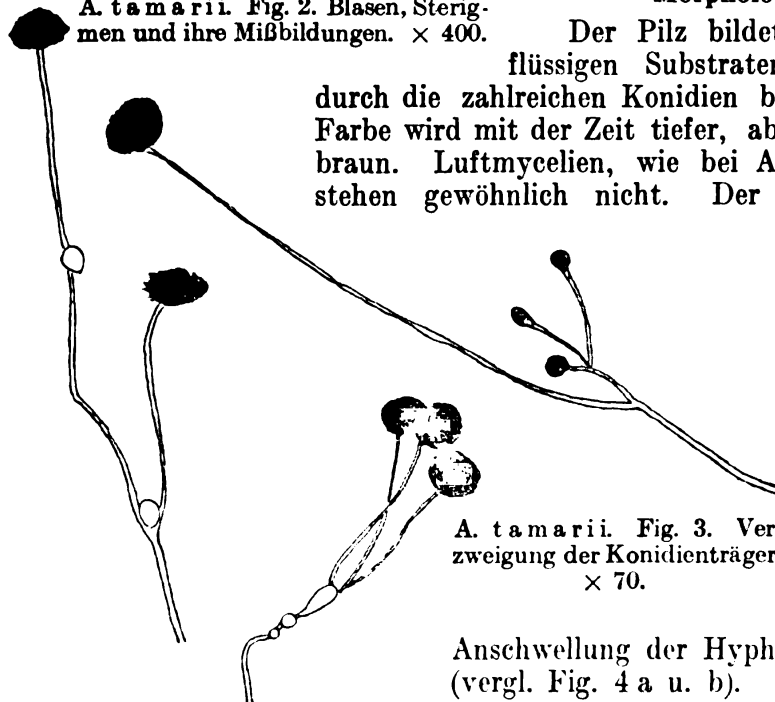 A. tamarii. Fig. 2. Blasen, Sterig-
men und ihre Mißbildungen. × 400.
Der Pilz bildet
flüssigen Substraten
durch die zahlreichen Konidien b
Farbe wird mit der Zeit tiefer, ab
braun. Luftmycelien, wie bei A
stehen gewöhnlich nicht. Der
A. tamarii. Fig. 3. Ver
zweigung der Konidienträger
× 70.
Anschwellung der Hyph
(vergl. Fig. 4 a u. b).